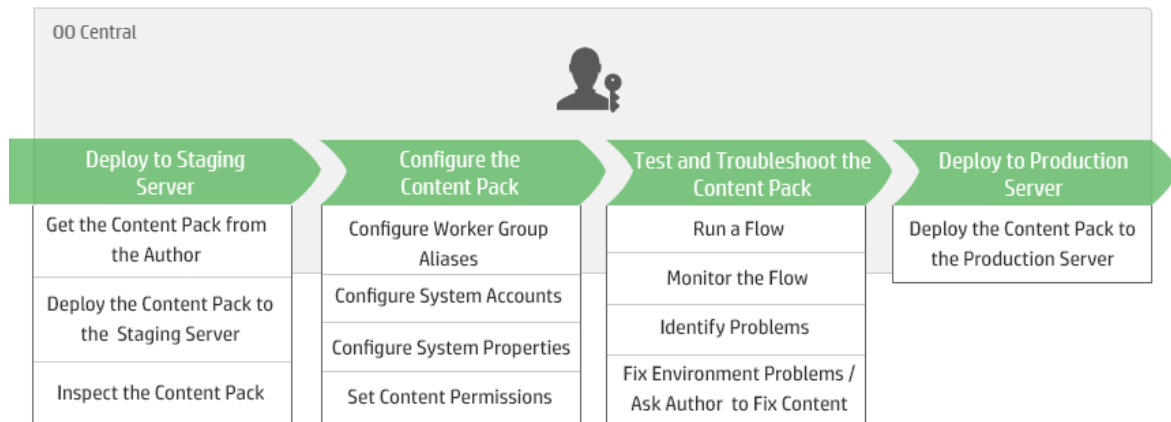 OO Central
Deploy to Staging
Server
Get the Content Pack from
the Author
Deploy the Content Pack to
the Staging Server
Inspect the Content Pack
Configure the
Content Pack
Configure Worker Group
Aliases
Configure System Accounts
Configure System Properties
Set Content Permissions
Test and Troubleshoot the
Content Pack
Run a Flow
Monitor the Flow
Identify Problems
Fix Environment Problems /
Ask Author to Fix Content
Deploy to Production
Server
Deploy the Content Pack to
the Production Server